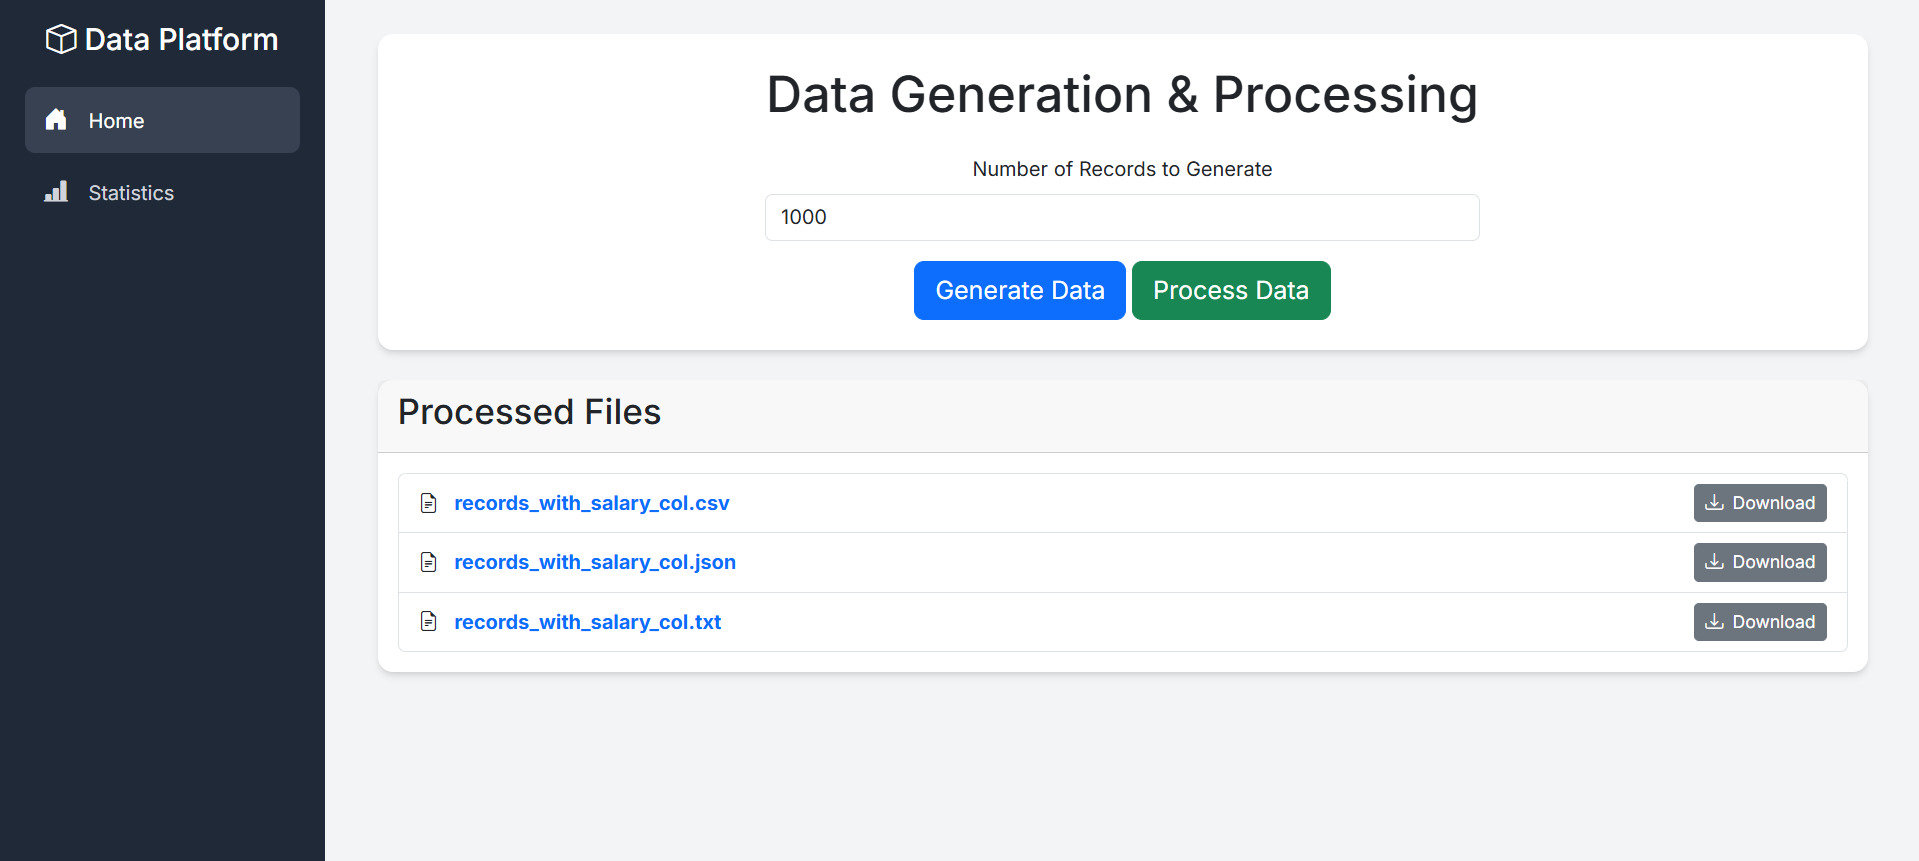 Data Platform
Home
Statistics
Data Generation & Processing
Number of Records to Generate
1000
Generate Data Process Data
Processed Files
records_with_salary_col.csv Download
records_with_salary_col.json Download
records_with_salary_col.txt Download